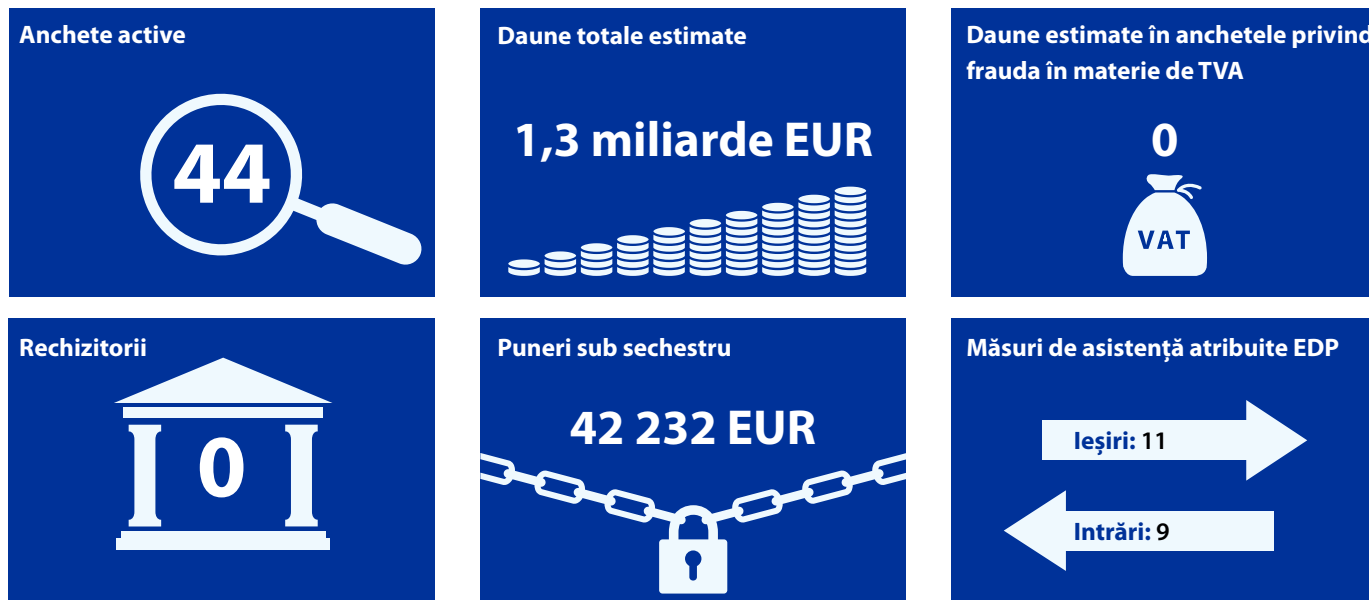 Anchete active
44
Daune totale estimate
1,3 miliarde EUR
Daune estimate în anchetele privind
frauda în materie de TVA
0
VAT
Rechizitorii
0
Puneri sub sechestru
42 232 EUR
Măsuri de asistență atribuite EDP
Ieșiri: 11
Intrări: 9